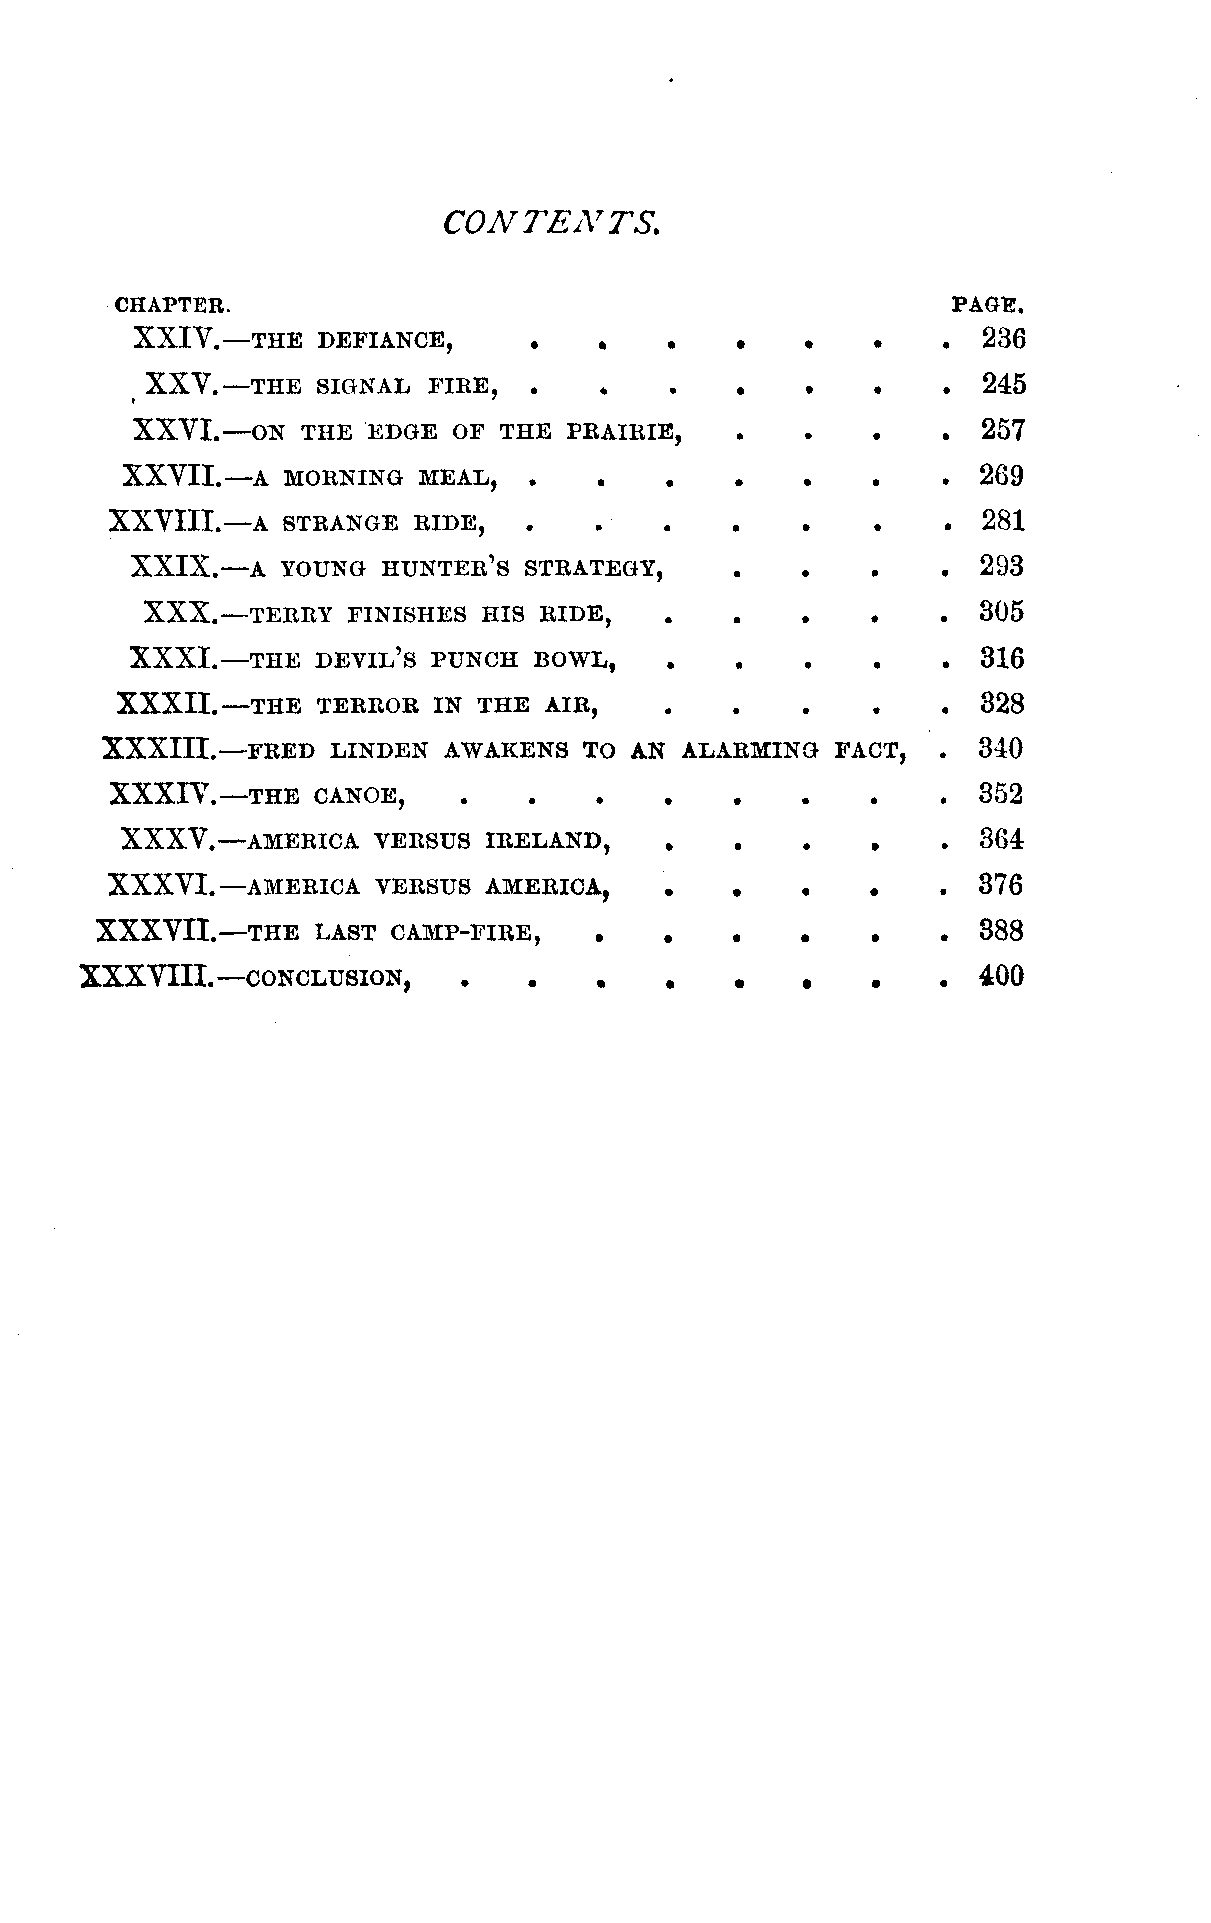 CONTENTS.
CHAPTER. PAGE.
XXIV.—THE DEFIANCE, . . . . . . . 236
XXV.—THE SIGNAL FIRE, . . . . . . . 245
XXVI.—ON THE EDGE OF THE PRAIRIE, . . . . 257
XXVII.—A MORNING MEAL, . . . . . . . 269
XXVIII.—A STRANGE RIDE, . . . . . . . 281
XXIX.—A YOUNG HUNTER'S STRATEGY, . . . . 293
XXX.—TERRY FINISHES HIS RIDE, . . . . . 305
XXXI.—THE DEVIL'S PUNCH BOWL, . . . . . 316
XXXII.—THE TERROR IN THE AIR, . . . . . 328
XXXIII.—FRED LINDEN AWAKENS TO AN ALARMING FACT, . 340
XXXIV.—THE CANOE, . . . . . . . . 352
XXXV.—AMERICA VERSUS IRELAND, . . . . . 364
XXXVI.—AMERICA VERSUS AMERICA, . . . . . 376
XXXVII.—THE LAST CAMP-FIRE, . . . . . . 388
XXXVIII.—CONCLUSION, . . . . . . . . 400